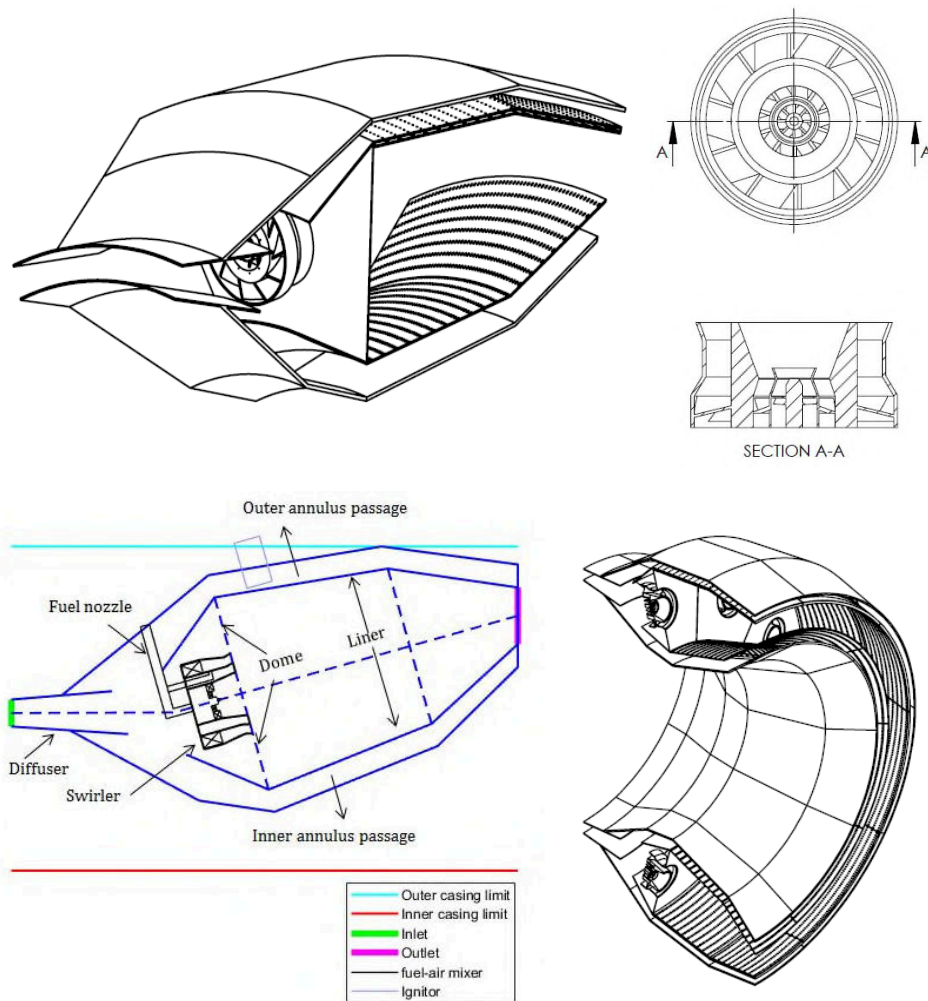 A
A
SECTION A-A
Outer annulus passage
Fuel nozzle
Dome
Liner
Diffuser
Swirler
Inner annulus passage
Outer casing limit
Inner casing limit
Inlet
Outlet
fuel-air mixer
Ignitor